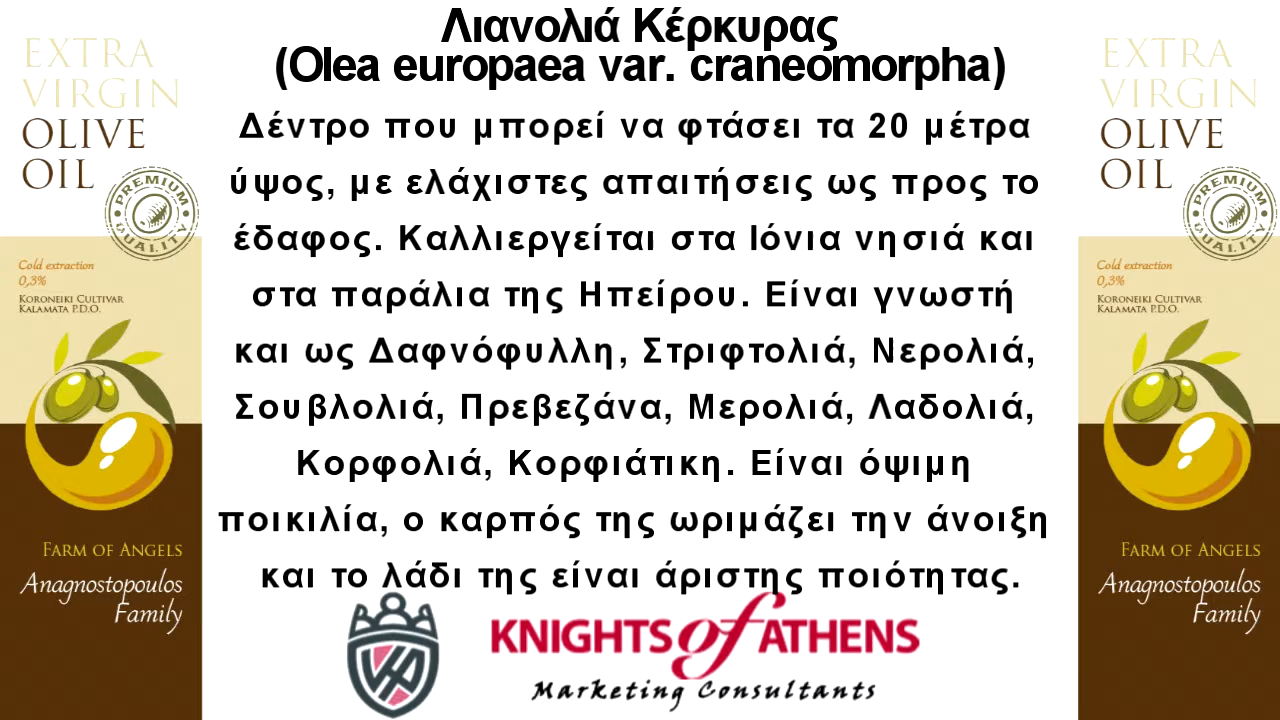 Λιανολιά Κέρκυρας
(Olea europaea var. craneomorpha)
Δέντρο που μπορεί να φτάσει τα 20 μέτρα
ύψος, με ελάχιστες απαιτήσεις ως προς το
έδαφος. Καλλιεργείται στα Ιόνια νησιά και
στα παράλια της Ηπείρου. Είναι γνωστή
και ως Δαφνόφυλλη, Στριφτολιά, Νερολιά,
Σουβλολιά, Πρεβεζάνα, Μερολιά, Λαδολιά,
Κορφολιά, Κορφιάτικη. Είναι όψιμη
ποικιλία, ο καρπός της ωριμάζει την άνοιξη
και το λάδι της είναι άριστης ποιότητας.
KNIGHTS of ATHENS
Marketing Consultants
EXTRA
VIRGIN
OLIVE
OIL
PREMIUM
QUALITY
Cold extraction
0,3%
KORONEIKI CULTIVAR
KALAMATA P.D.O.
FARM OF ANGELS
Anagnostopoulos
Family
EXTRA
VIRGIN
OLIVE
OIL
PREMIUM
QUALITY
Cold extraction
0,3%
KORONEIKI CULTIVAR
KALAMATA P.D.O.
FARM OF ANGELS
Anagnostopoulos
Family